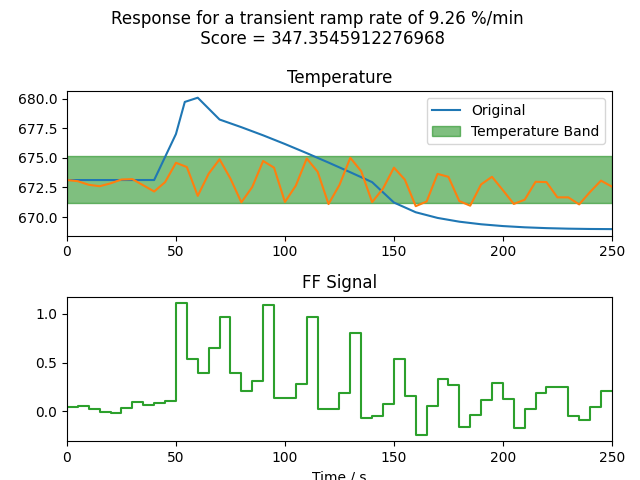 Response for a transient ramp rate of 9.26 %/min
Score = 347.3545912276968
Temperature
Original
Temperature Band
680.0
677.5
675.0
672.5
670.0
0 50 100 150 200 250
FF Signal
1.0
0.5
0.0
0 50 100 150 200 250
Time / s